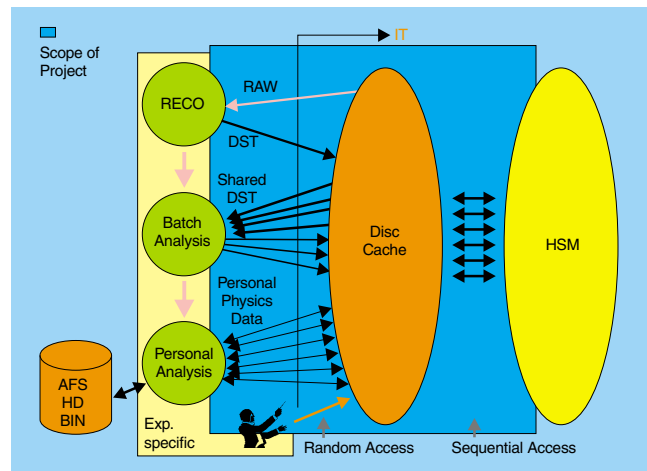 Scope of
Project
IT
RAW
RECO
DST
Shared
DST
Batch
Analysis
Disc
Cache
HSM
Personal
Physics
Data
Personal
Analysis
AFS
HD
BIN
Exp.
specific
Random Access
Sequential Access